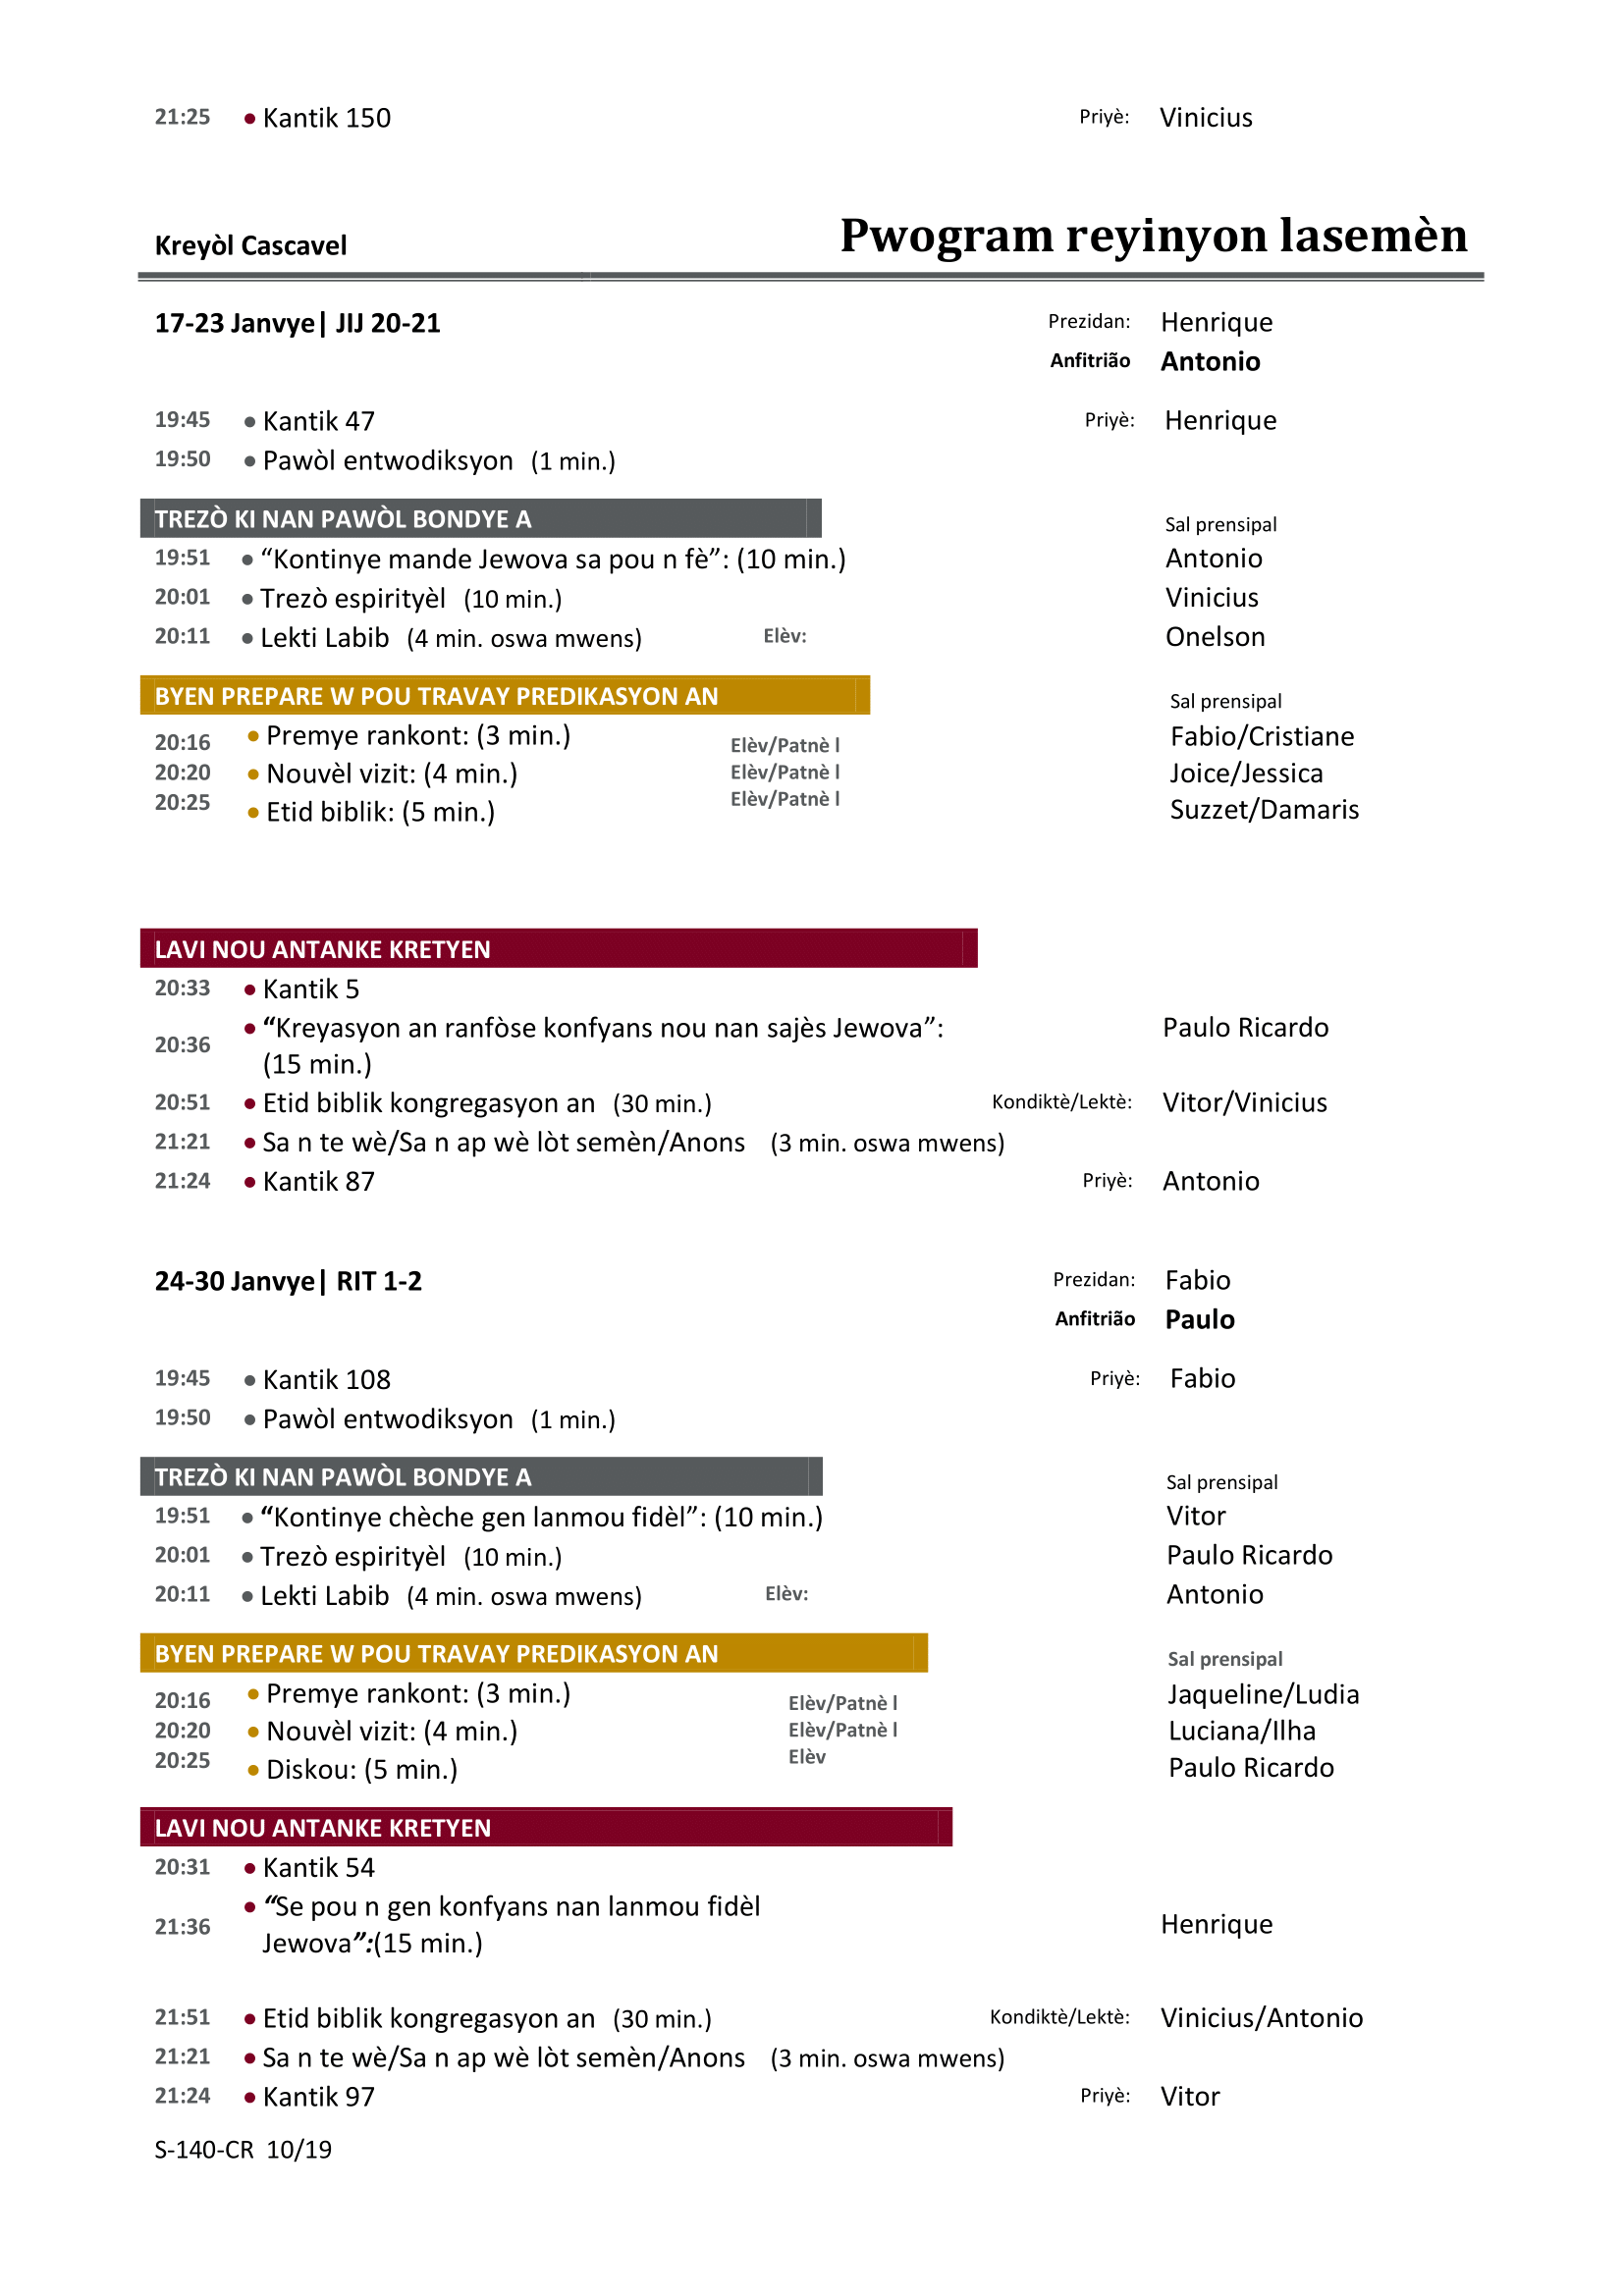 21:25 • Kantik 150 Priyè: Vinicius
Kreyòl Cascavel Pwogram reyinyon lasemèn
17-23 Janvye| JIJ 20-21 Prezidan: Henrique
Anfitrião Antonio
19:45 • Kantik 47 Priyè: Henrique
19:50 • Pawòl entwodiksyon (1 min.)
TREZÒ KI NAN PAWÒL BONDYE A Sal prensipal
19:51 • “Kontinye mande Jewova sa pou n fè”: (10 min.) Antonio
20:01 • Trezò espirityèl (10 min.) Vinicius
20:11 • Lekti Labib (4 min. oswa mwens) Elèv: Onelson
BYEN PREPARE W POU TRAVAY PREDIKASYON AN Sal prensipal
20:16 • Premye rankont: (3 min.) Elèv/Patnè l Fabio/Cristiane
20:20 • Nouvèl vizit: (4 min.) Elèv/Patnè l Joice/Jessica
20:25 • Etid biblik: (5 min.) Elèv/Patnè l Suzzet/Damaris
LAVI NOU ANTANKE KRETYEN
20:33 • Kantik 5
20:36 • “Kreyasyon an ranfòse konfyans nou nan sajès Jewova”: Paulo Ricardo
(15 min.)
20:51 • Etid biblik kongregasyon an (30 min.) Kondiktè/Lektè: Vitor/Vinicius
21:21 • Sa n te wè/Sa n ap wè lòt semèn/Anons (3 min. oswa mwens)
21:24 • Kantik 87 Priyè: Antonio
24-30 Janvye| RIT 1-2 Prezidan: Fabio
Anfitrião Paulo
19:45 • Kantik 108 Priyè: Fabio
19:50 • Pawòl entwodiksyon (1 min.)
TREZÒ KI NAN PAWÒL BONDYE A Sal prensipal
19:51 • “Kontinye chèche gen lanmou fidèl”: (10 min.) Vitor
20:01 • Trezò espirityèl (10 min.) Paulo Ricardo
20:11 • Lekti Labib (4 min. oswa mwens) Elèv: Antonio
BYEN PREPARE W POU TRAVAY PREDIKASYON AN Sal prensipal
20:16 • Premye rankont: (3 min.) Elèv/Patnè l Jaqueline/Ludia
20:20 • Nouvèl vizit: (4 min.) Elèv/Patnè l Luciana/Ilha
20:25 • Diskou: (5 min.) Elèv Paulo Ricardo
LAVI NOU ANTANKE KRETYEN
20:31 • Kantik 54
21:36 • “Se pou n gen konfyans nan lanmou fidèl Henrique
Jewova”:(15 min.)
21:51 • Etid biblik kongregasyon an (30 min.) Kondiktè/Lektè: Vinicius/Antonio
21:21 • Sa n te wè/Sa n ap wè lòt semèn/Anons (3 min. oswa mwens)
21:24 • Kantik 97 Priyè: Vitor
S-140-CR 10/19